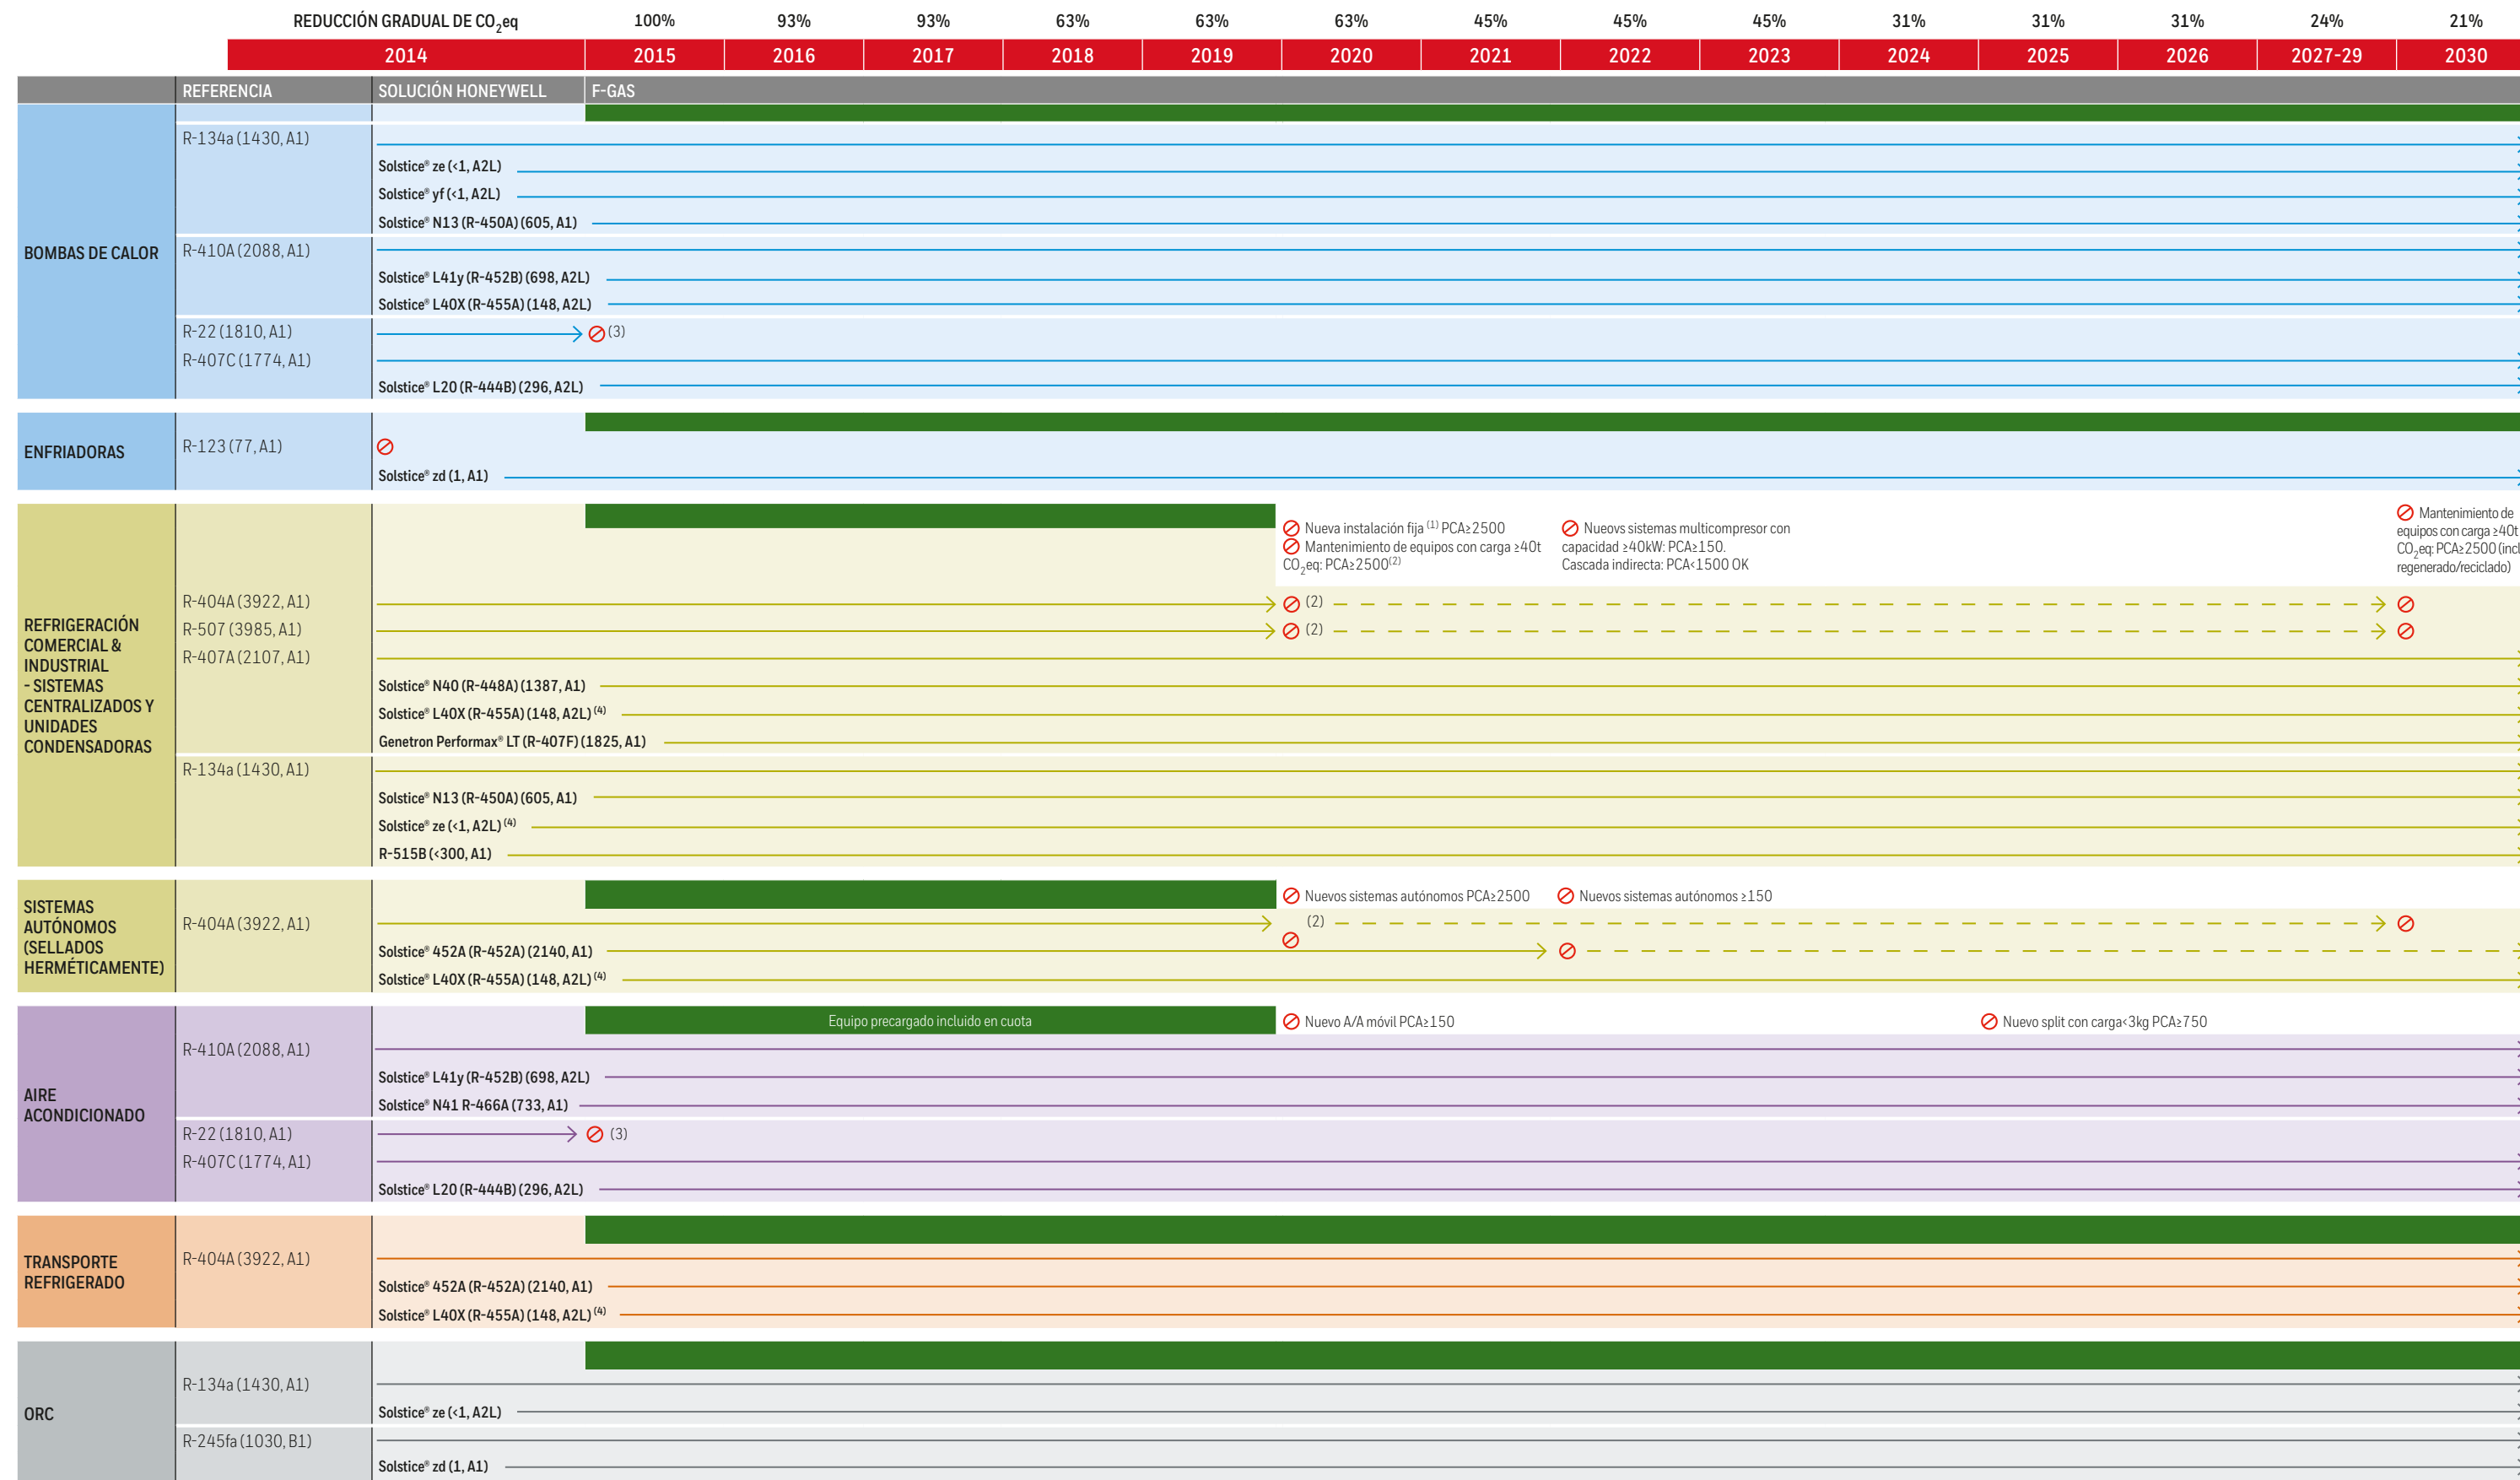 REDUCCIÓN GRADUAL DE CO2eq 100% 93% 93% 63% 63% 63% 45% 45% 45% 31% 31% 31% 24% 21%
2014 2015 2016 2017 2018 2019 2020 2021 2022 2023 2024 2025 2026 2027-29 2030
REFERENCIA SOLUCIÓN HONEYWELL F-GAS
BOMBAS DE CALOR
R-134a (1430, A1)
Solstice® ze (<1, A2L)
Solstice® yf (<1, A2L)
Solstice® N13 (R-450A) (605, A1)
R-410A (2088, A1)
Solstice® L41y (R-452B) (698, A2L)
Solstice® L40X (R-455A) (148, A2L)
R-22 (1810, A1) (3)
R-407C (1774, A1)
Solstice® L20 (R-444B) (296, A2L)
ENFRIADORAS
R-123 (77, A1)
Solstice® zd (1, A1)
REFRIGERACIÓN
COMERCIAL &
INDUSTRIAL
- SISTEMAS
CENTRALIZADOS Y
UNIDADES
CONDENSADORAS
Nueva instalación fija (1) PCA≥2500
Mantenimiento de equipos con carga ≥40t
CO2eq: PCA≥2500(2)
Nueovs sistemas multicompresor con
capacidad ≥40kW: PCA≥150.
Cascada indirecta: PCA<1500 OK
Mantenimiento de
equipos con carga ≥40t
CO2eq: PCA≥2500 (incl
regenerado/reciclado)
R-404A (3922, A1) (2)
R-507 (3985, A1) (2)
R-407A (2107, A1)
Solstice® N40 (R-448A) (1387, A1)
Solstice® L40X (R-455A) (148, A2L) (4)
Genetron Performax® LT (R-407F) (1825, A1)
R-134a (1430, A1)
Solstice® N13 (R-450A) (605, A1)
Solstice® ze (<1, A2L) (4)
R-515B (<300, A1)
SISTEMAS
AUTÓNOMOS
(SELLADOS
HERMÉTICAMENTE)
Nuevos sistemas autónomos PCA≥2500
Nuevos sistemas autónomos ≥150
R-404A (3922, A1) (2)
Solstice® 452A (R-452A) (2140, A1)
Solstice® L40X (R-455A) (148, A2L) (4)
AIRE
ACONDICIONADO
Equipo precargado incluido en cuota
Nuevo A/A móvil PCA≥150
Nuevo split con carga<3kg PCA≥750
R-410A (2088, A1)
Solstice® L41y (R-452B) (698, A2L)
Solstice® N41 R-466A (733, A1)
R-22 (1810, A1) (3)
R-407C (1774, A1)
Solstice® L20 (R-444B) (296, A2L)
TRANSPORTE
REFRIGERADO
R-404A (3922, A1)
Solstice® 452A (R-452A) (2140, A1)
Solstice® L40X (R-455A) (148, A2L) (4)
ORC
R-134a (1430, A1)
Solstice® ze (<1, A2L)
R-245fa (1030, B1)
Solstice® zd (1, A1)